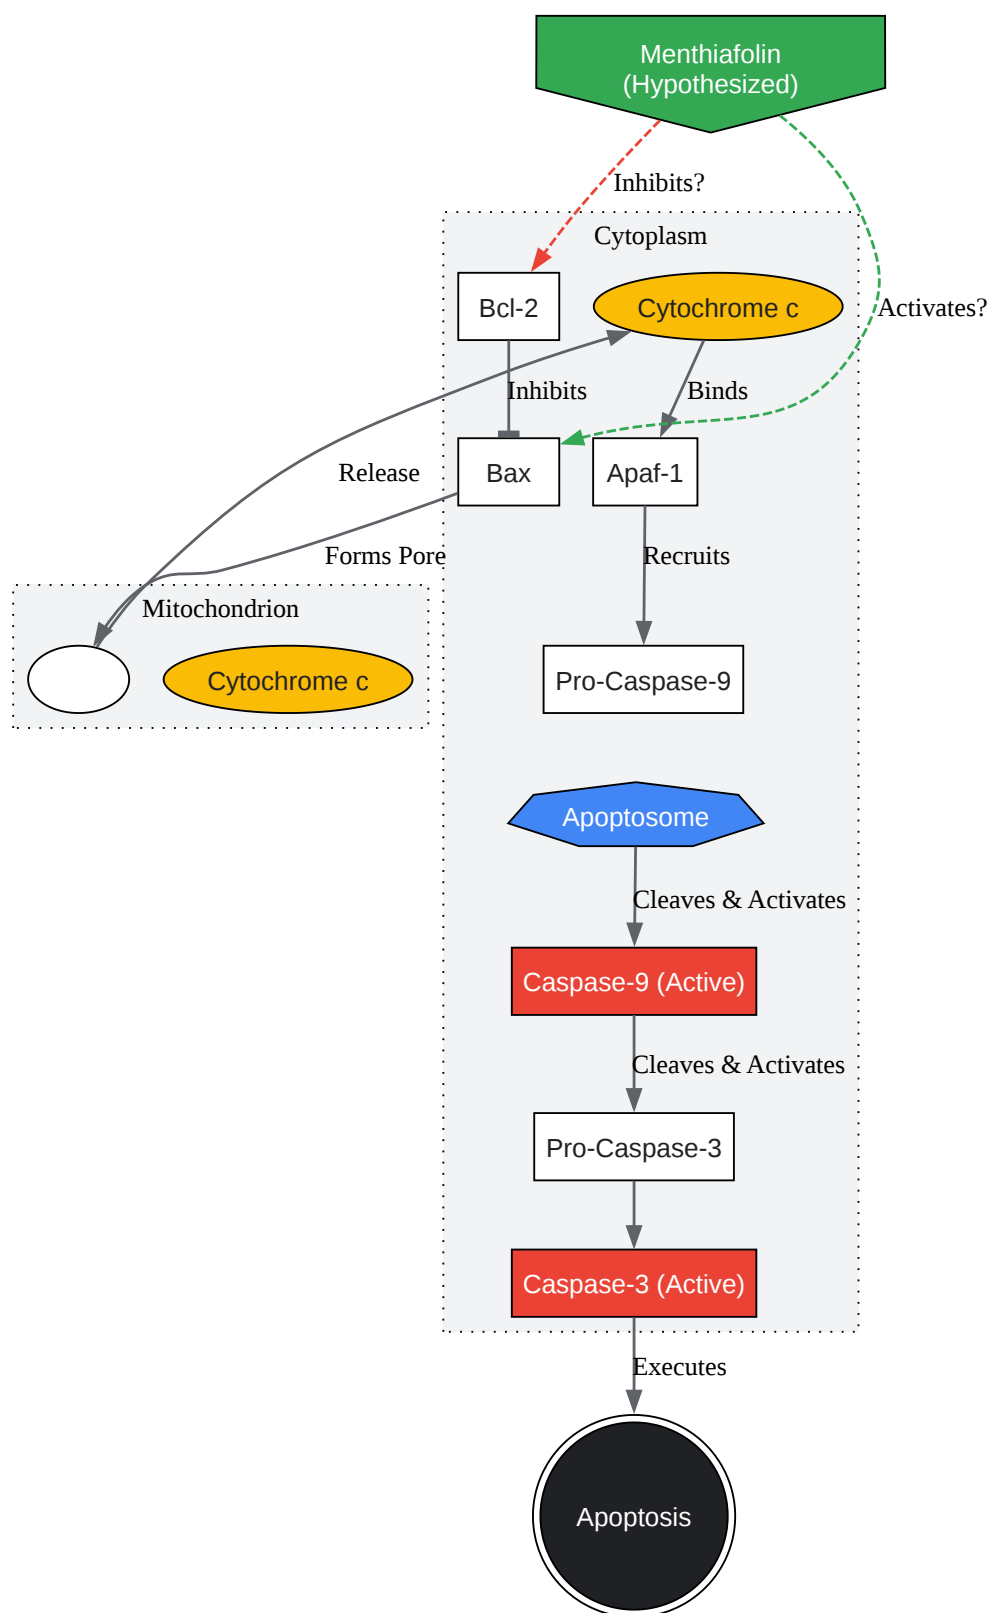 Menthiafolin
(Hypothesized)
Inhibits?
Cytoplasm
Bcl-2
Cytochrome c
Activates?
Inhibits
Binds
Release
Bax
Apaf-1
Forms Pore
Recruits
Mitochondrion
Cytochrome c
Pro-Caspase-9
Apoptosome
Cleaves & Activates
Caspase-9 (Active)
Cleaves & Activates
Pro-Caspase-3
Caspase-3 (Active)
Executes
Apoptosis